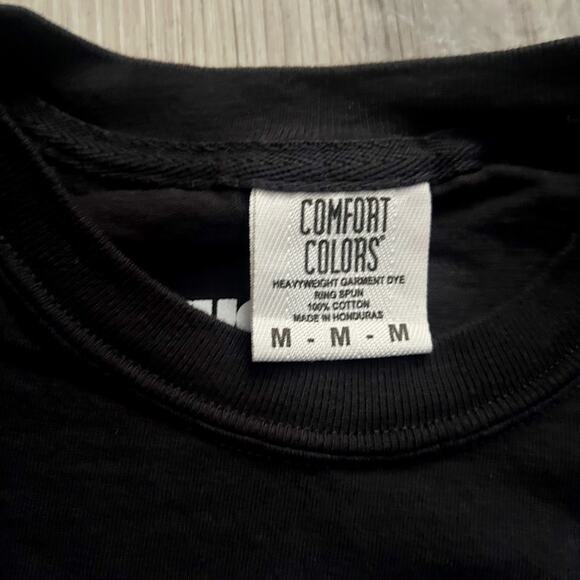 COMFORT
COLORS®
HEAVYWEIGHT GARMENT DYE
RING SPUN
100% COTTON
MADE IN HONDURAS
M - M - M